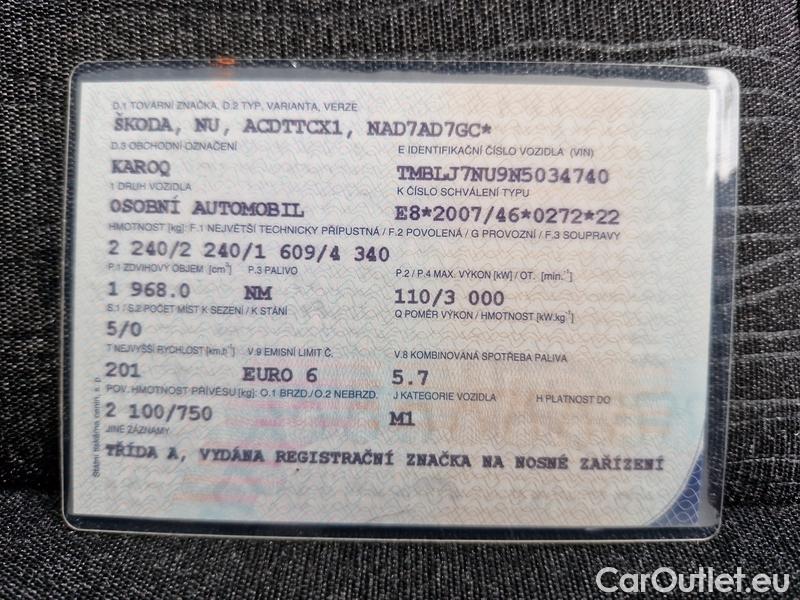 D.1 TOVÁRNÍ ZNAČKA, D.2 TYP, VARIANTA, VERZE
ŠKODA, NU, ACDTTCX1, NAD7AD7GC*
D.3 OBCHODNÍ OZNAČENÍ E IDENTIFIKAČNÍ ČÍSLO VOZIDLA (VIN)
KAROQ TMBLJ7NU9N5034740
1 DRUH VOZIDLA K ČÍSLO SCHVÁLENÍ TYPU
OSOBNÍ AUTOMOBIL E8*2007/46*0272*22
HMOTNOST [kg]: F.1 NEJVĚTŠÍ TECHNICKY PŘÍPUSTNÁ / F.2 POVOLENÁ / G PROVOZNÍ / F.3 SOUPRAVY
2 240/2 240/1 609/4 340
P.1 ZDVIHOVÝ OBJEM [cm³] P.3 PALIVO P.2 / P.4 MAX. VÝKON [kW] / OT. [min.⁻¹]
1 968.0 NM 110/3 000
S.1 / S.2 POČET MÍST K SEZENÍ / K STÁNÍ Q POMĚR VÝKON / HMOTNOST [kW.kg⁻¹]
5/0
T NEJVYŠŠÍ RYCHLOST [km.h⁻¹] V.9 EMISNÍ LIMIT Č. V.8 KOMBINOVANÁ SPOTŘEBA PALIVA
201 EURO 6 5.7
POV. HMOTNOST PŘÍVĚSU [kg]: O.1 BRZD./O.2 NEBRZD. J KATEGORIE VOZIDLA H PLATNOST DO
2 100/750 M1
JINÉ ZÁZNAMY
TŘÍDA A, VYDÁNA REGISTRAČNÍ ZNAČKA NA NOSNÉ ZAŘÍZENÍ
Státní tiskárna cenin, s. p.
CarOutlet.eu